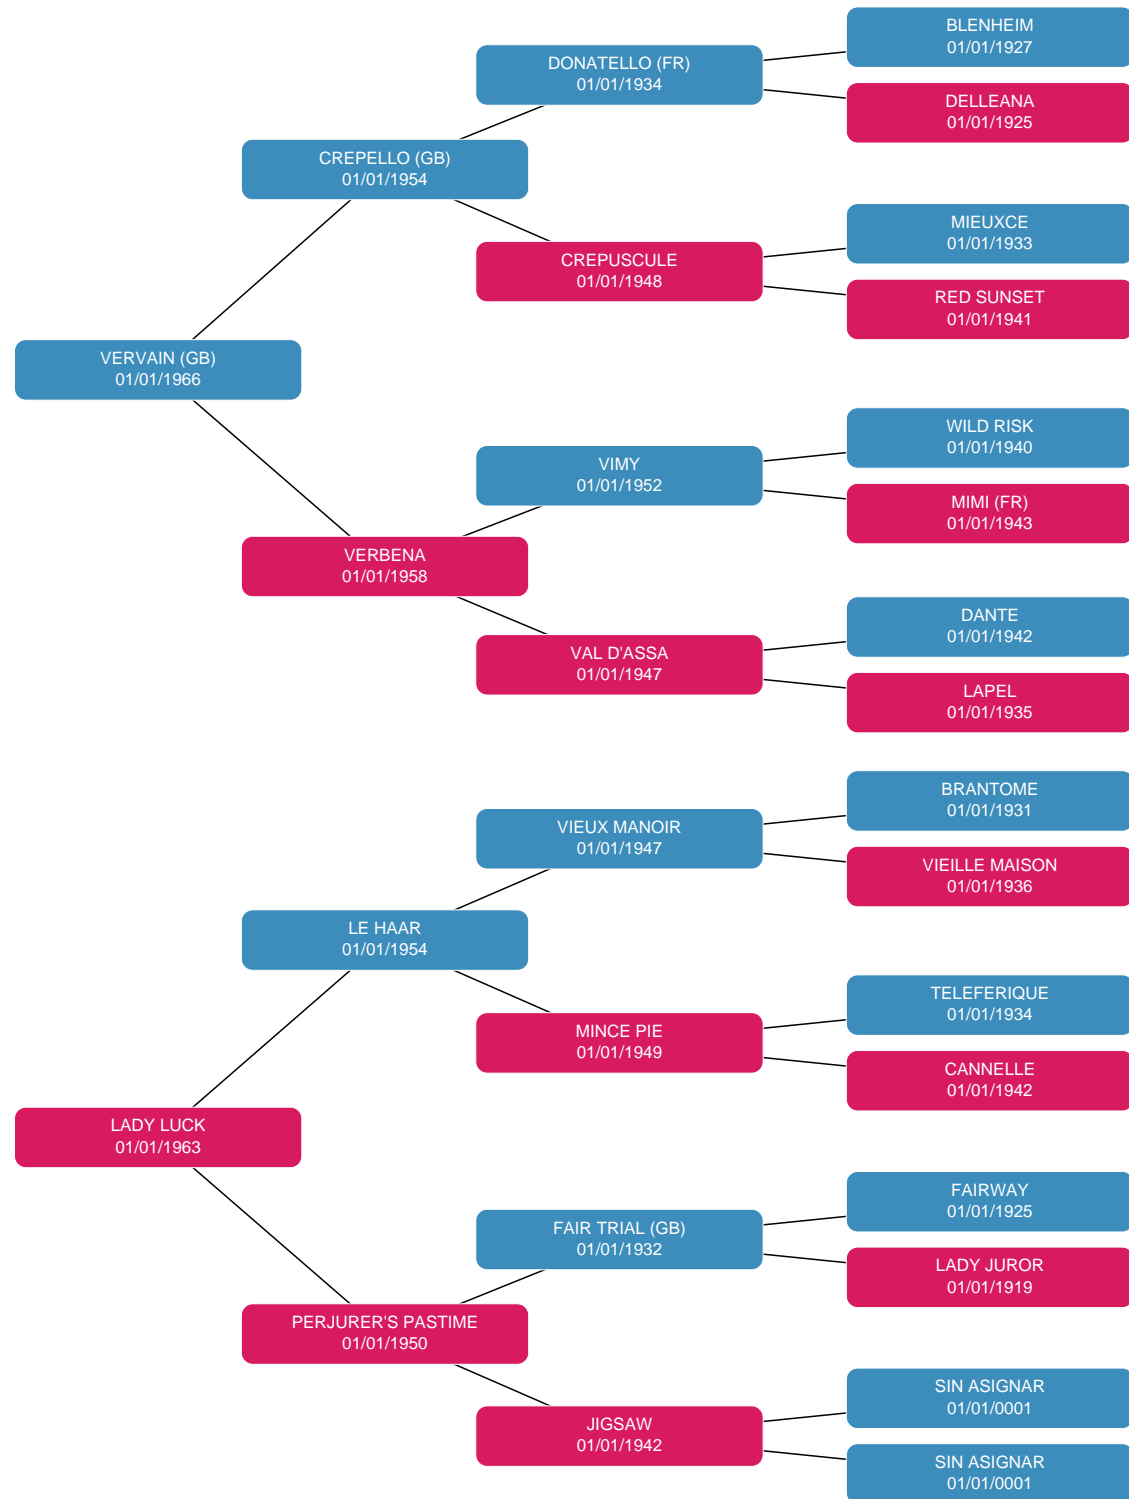 BLENHEIM
01/01/1927
DONATELLO (FR)
01/01/1934
DELLEANA
01/01/1925
CREPELLO (GB)
01/01/1954
MIEUXCE
01/01/1933
CREPUSCULE
01/01/1948
RED SUNSET
01/01/1941
VERVAIN (GB)
01/01/1966
WILD RISK
01/01/1940
VIMY
01/01/1952
MIMI (FR)
01/01/1943
VERBENA
01/01/1958
DANTE
01/01/1942
VAL D'ASSA
01/01/1947
LAPEL
01/01/1935
BRANTOME
01/01/1931
VIEUX MANOIR
01/01/1947
VIEILLE MAISON
01/01/1936
LE HAAR
01/01/1954
TELEFERIQUE
01/01/1934
MINCE PIE
01/01/1949
CANNELLE
01/01/1942
LADY LUCK
01/01/1963
FAIRWAY
01/01/1925
FAIR TRIAL (GB)
01/01/1932
LADY JUROR
01/01/1919
PERJURER'S PASTIME
01/01/1950
SIN ASIGNAR
01/01/0001
JIGSAW
01/01/1942
SIN ASIGNAR
01/01/0001